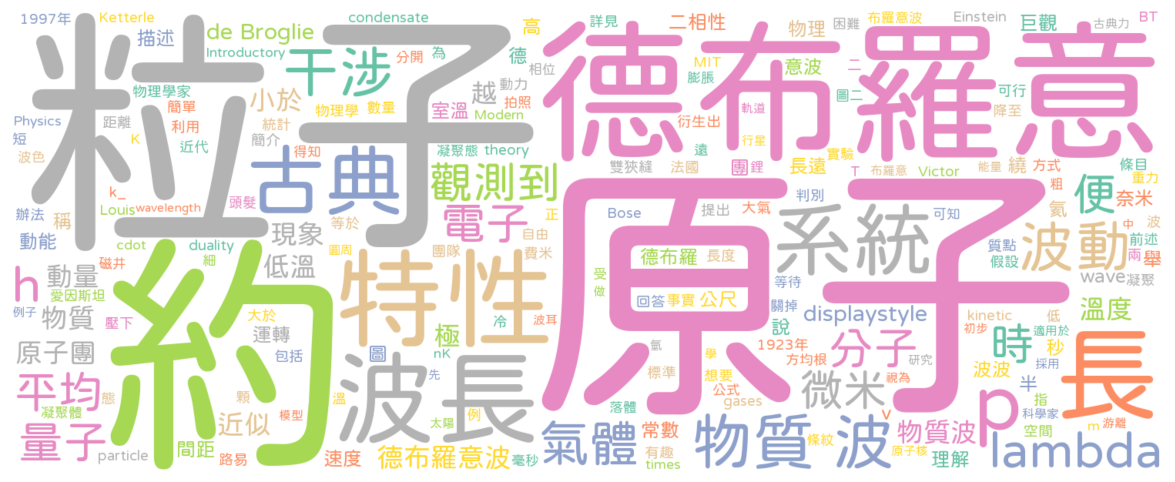 1997年 Ketterle condensate 高 詳見 二相性 物理 困難 布羅意波 Einstein 巨觀 古典力 BT
描述 de Broglie
Introductory 分開 為 德 相位 動力 MIT 膨脹 意波 二 圖二 可行 降至
粒子 干涉 德布羅意
物理學家 小於 物理學 數量 室溫 越 拍照 Modern 衍生出 軌道 行星
Physics 距離 簡單 利用 統計 簡介
短 K 近代 得知 凝聚態 theory 遠 雙狹縫 法國 團 鋰 長遠 實驗 布羅意 能量 繞 方式 條目 重力
波色 古典 觀測到 T Victor 粗 中
辦法 稱 k_ Louis wavelength 頭髮 等於 電子 正 自由 Bose 提出 大氣 判別 可知 氦 便 奈米 波
動能 cdot duality 現象 圓周 團隊 費米 原子 系統 質點 假設 波動 前述 兩 舉
h 動量 磁井 細 低溫 特性 受 做 德布羅 長度 等待 wave 凝聚
愛因斯坦 回答 事實 公尺 關掉 displaystyle 溫度
例子 物質 壓下 大於 運轉 極 冷 波耳 說 kinetic 低
原子團 約 包括 圖 nK 氫 學 標準 想要 1923年 方均根 分子 初步 時 適用於 秒 長
平均 凝聚體 態 顆 模型 溫 先 波長 公式 gases 微米 研究 視為 波波 採用 半
量子 近似 太陽 例 落體 v 指 科學家 m 游離
間距 氣體 常數 物質 波 條紋 物質波 p 空間
particle 路易 速度 德布羅意波 毫秒 有趣 times 原子核 理解 lambda